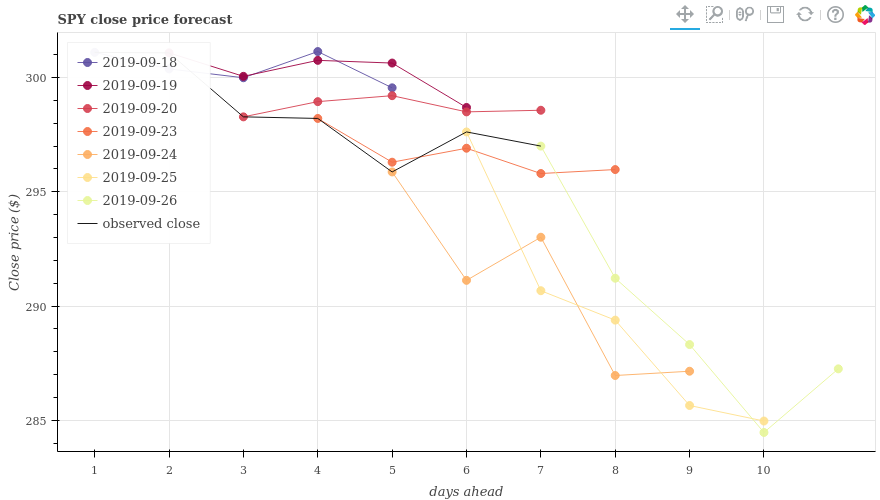 SPY close price forecast
2019-09-18
2019-09-19
2019-09-20
2019-09-23
2019-09-24
2019-09-25
2019-09-26
observed close
300
295
290
285
Close price ($)
1 2 3 4 5 6 7 8 9 10
days ahead